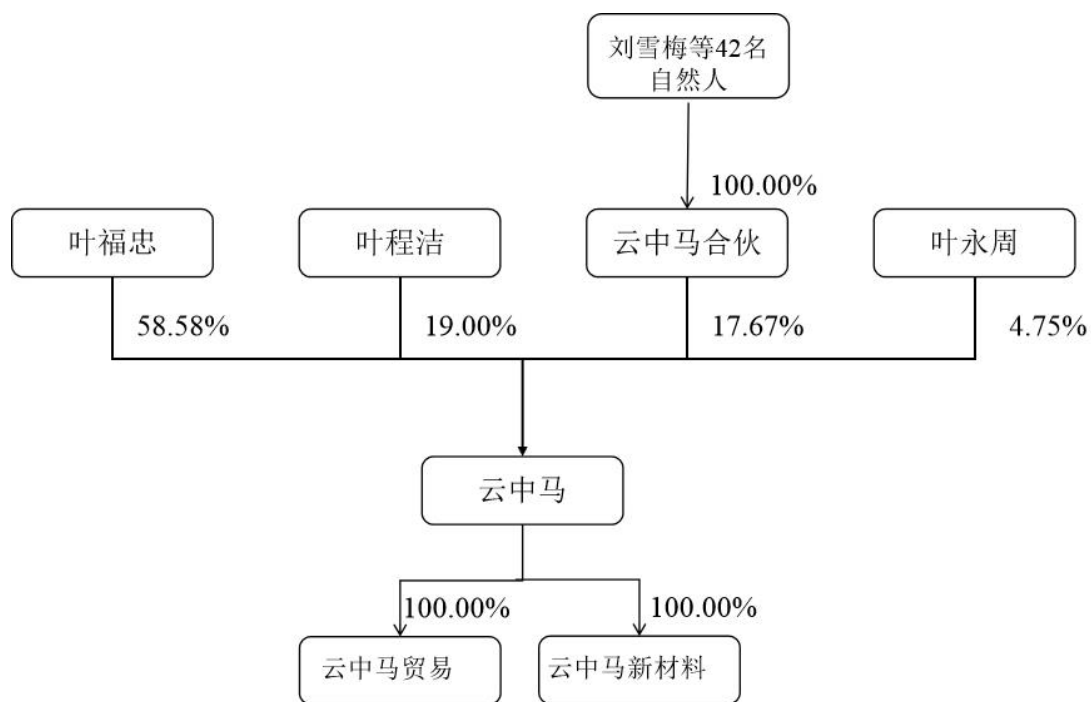 刘雪梅等42名
自然人
100.00%
叶福忠
叶程洁
云中马合伙
叶永周
58.58%
19.00%
17.67%
4.75%
云中马
100.00%
100.00%
云中马贸易
云中马新材料